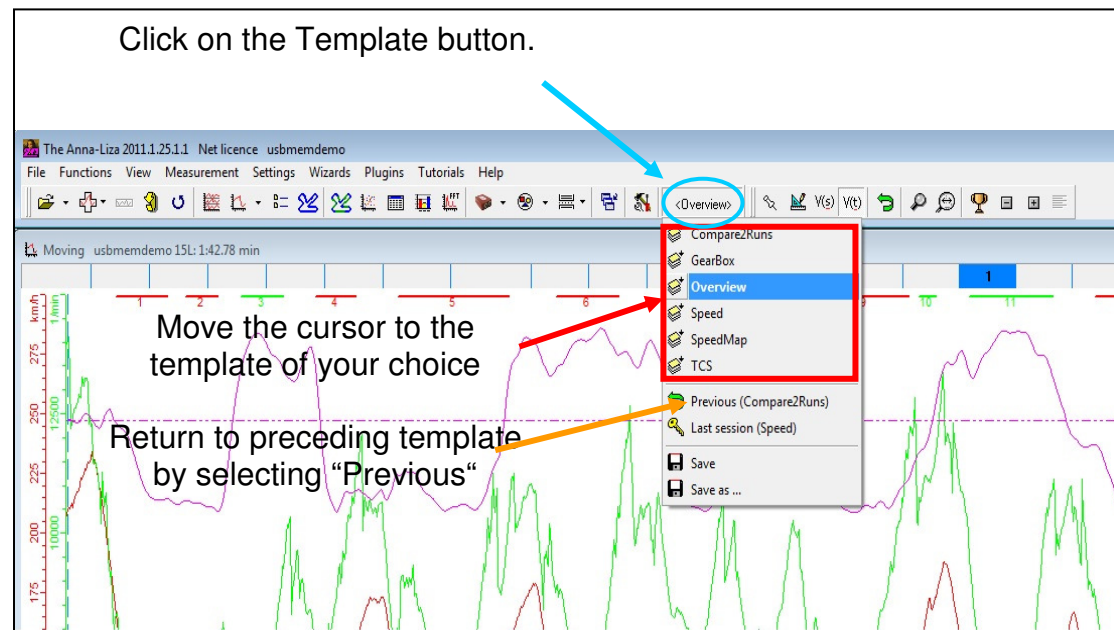 Click on the Template button.
The Anna-Liza 2011.1.25.1.1 Net licence usbmemdemo
File Functions View Measurement Settings Wizards Plugins Tutorials Help
<Overview> V(s) V(t)
Moving usbmemdemo 15L: 1:42.78 min
Compare2Runs
GearBox
Overview
Speed
SpeedMap
TCS
Previous (Compare2Runs)
Last session (Speed)
Save
Save as ...
1
1 2 3 4 5 6 9 10 11
km/h
1/min
275
250
12500
225
200
10000
175
Move the cursor to the
template of your choice
Return to preceding template
by selecting “Previous“